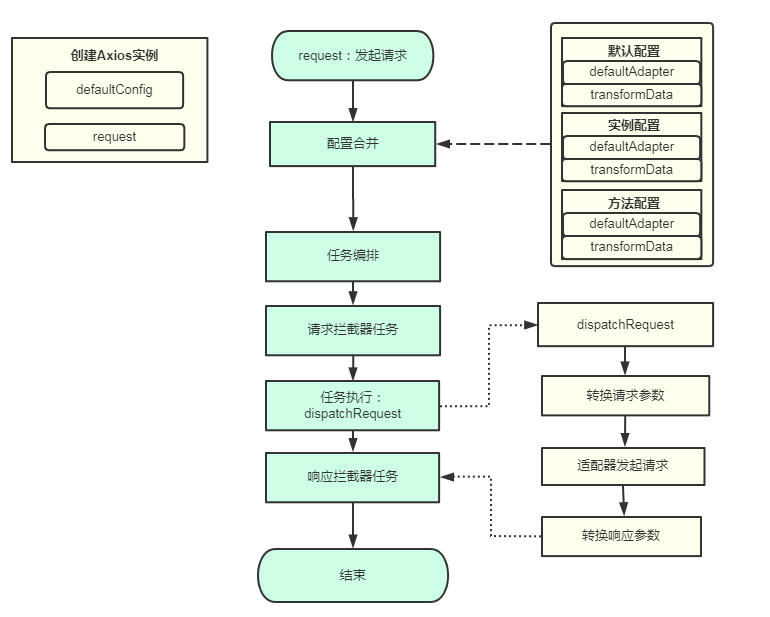 创建Axios实例
defaultConfig
request
request：发起请求
配置合并
任务编排
请求拦截器任务
任务执行：
dispatchRequest
响应拦截器任务
结束
默认配置
defaultAdapter
transformData
实例配置
defaultAdapter
transformData
方法配置
defaultAdapter
transformData
dispatchRequest
转换请求参数
适配器发起请求
转换响应参数